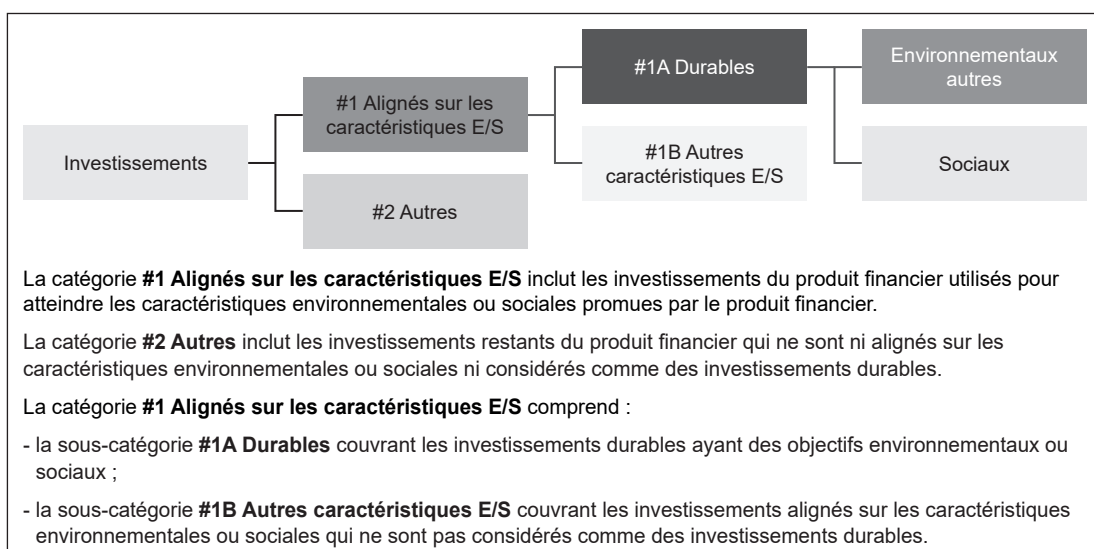 #1A Durables
Environnementaux
autres
#1 Alignés sur les
caractéristiques E/S
Investissements
#1B Autres
caractéristiques E/S
Sociaux
#2 Autres
La catégorie #1 Alignés sur les caractéristiques E/S inclut les investissements du produit financier utilisés pour
atteindre les caractéristiques environnementales ou sociales promues par le produit financier.
La catégorie #2 Autres inclut les investissements restants du produit financier qui ne sont ni alignés sur les
caractéristiques environnementales ou sociales ni considérés comme des investissements durables.
La catégorie #1 Alignés sur les caractéristiques E/S comprend :
- la sous-catégorie #1A Durables couvrant les investissements durables ayant des objectifs environnementaux ou
sociaux ;
- la sous-catégorie #1B Autres caractéristiques E/S couvrant les investissements alignés sur les caractéristiques
environnementales ou sociales qui ne sont pas considérés comme des investissements durables.